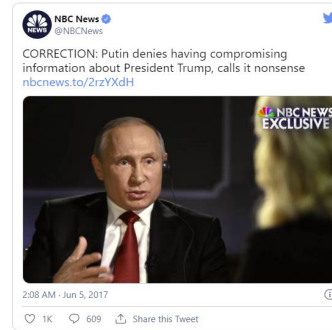 NBC News
@NBCNews
NEWS
CORRECTION: Putin denies having compromising
information about President Trump, calls it nonsense
nbcnews.to/2rzYXdH
NBC NEWS
EXCLUSIVE
2:08 AM · Jun 5, 2017
1K 609 Share this Tweet